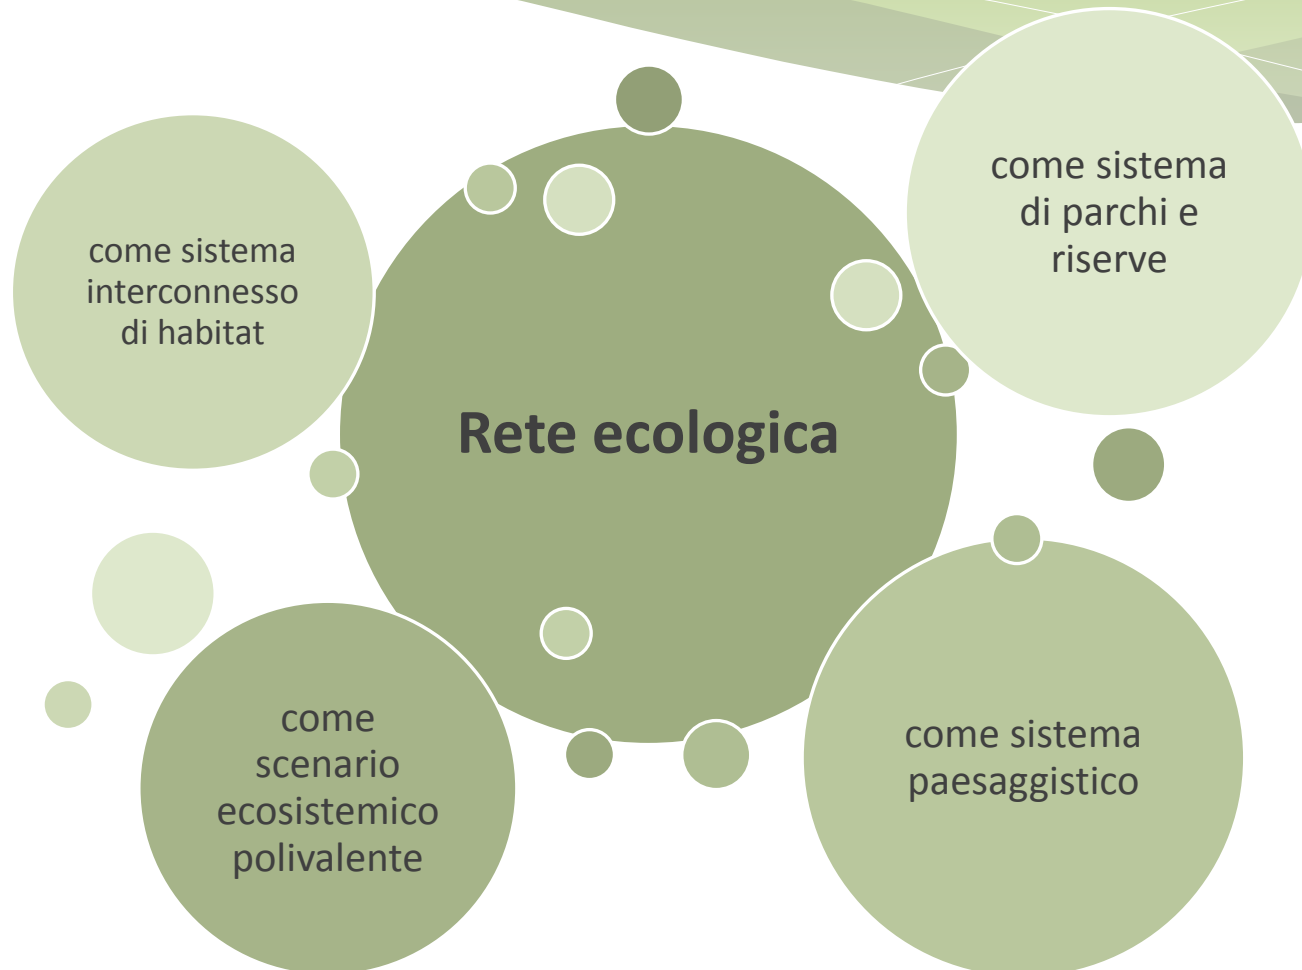 come sistema
interconnesso
di habitat
come sistema
di parchi e
riserve
Rete ecologica
come
scenario
ecosistemico
polivalente
come sistema
paesaggistico